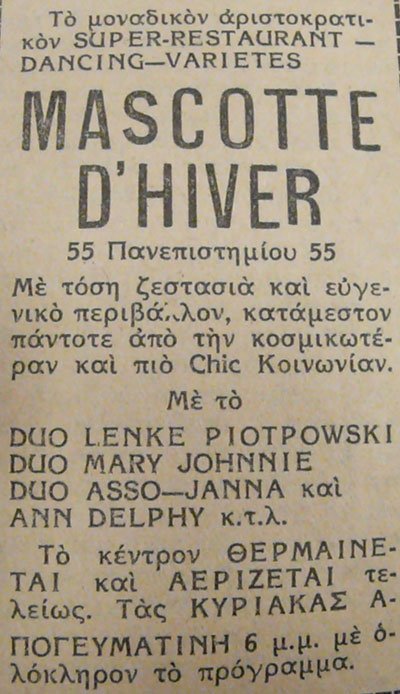 Τὸ μοναδικὸν ἀριστοκρατι-
κὸν SUPER-RESTAURANT —
DANCING—VARIETES
MASCOTTE
D'HIVER
55 Πανεπιστημίου 55
Μὲ τόση ζεστασιὰ καὶ εὐγε-
νικὸ περιβάλλον, κατάμεστον
πάντοτε ἀπὸ τὴν κοσμικωτέ-
ραν καὶ πιὸ Chic Κοινωνίαν.
Μὲ τὸ
DUO LENKE PIOTPOWSKI
DUO MARY JOHNNIE
DUO ASSO—JANNA καὶ
ANN DELPHY κ.τ.λ.
Τὸ κέντρον ΘΕΡΜΑΙΝΕ-
ΤΑΙ καὶ ΑΕΡΙΖΕΤΑΙ τε-
λείως. Τὰς ΚΥΡΙΑΚΑΣ Α-
ΠΟΓΕΥΜΑΤΙΝΗ 6 μ.μ. μὲ ὁ-
λόκληρον τὸ πρόγραμμα.